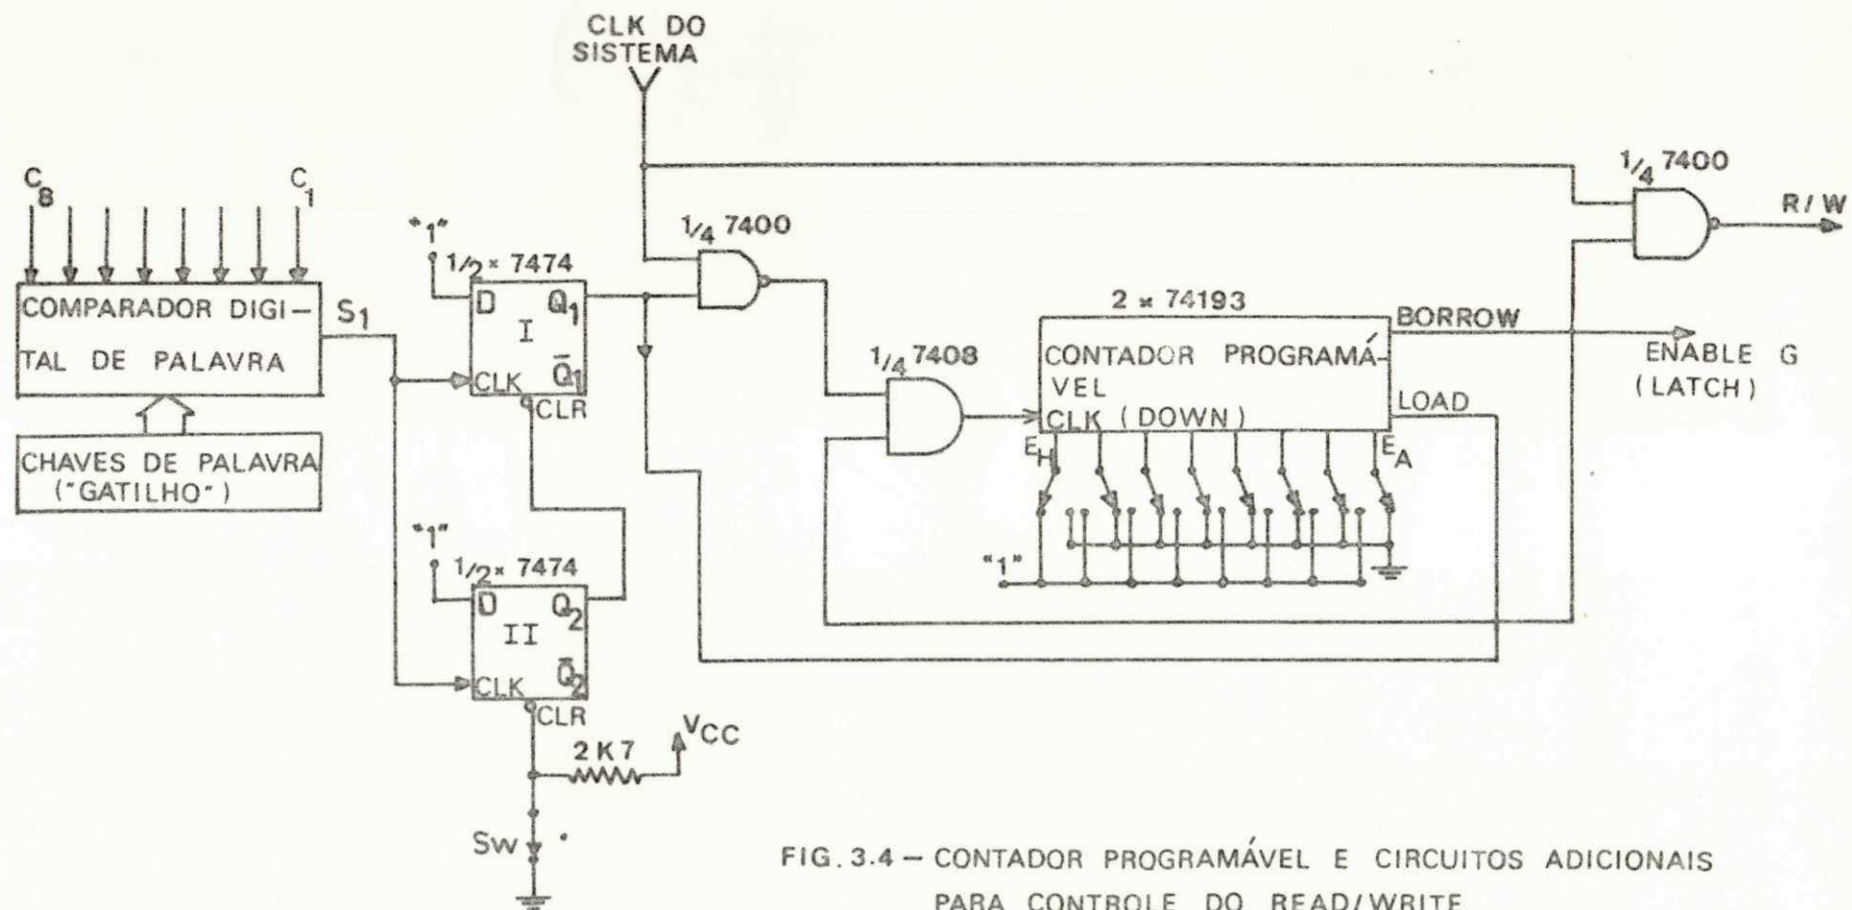 CLK DO
SISTEMA
C8
C1
1/4 7400
R/W
"1"
1/4 7400
1/2 × 7474
D
Q1
I
Q̄1
CLK
CLR
COMPARADOR DIGI-
TAL DE PALAVRA
S1
CHAVES DE PALAVRA
("GATILHO")
2 × 74193
BORROW
CONTADOR PROGRAMÁ-
VEL
CLK (DOWN)
LOAD
ENABLE G
(LATCH)
1/4 7408
EH
EA
"1"
"1"
1/2 × 7474
D
Q2
II
Q̄2
CLK
CLR
2K7
VCC
Sw
FIG. 3.4 – CONTADOR PROGRAMÁVEL E CIRCUITOS ADICIONAIS
PARA CONTROLE DO READ/WRITE